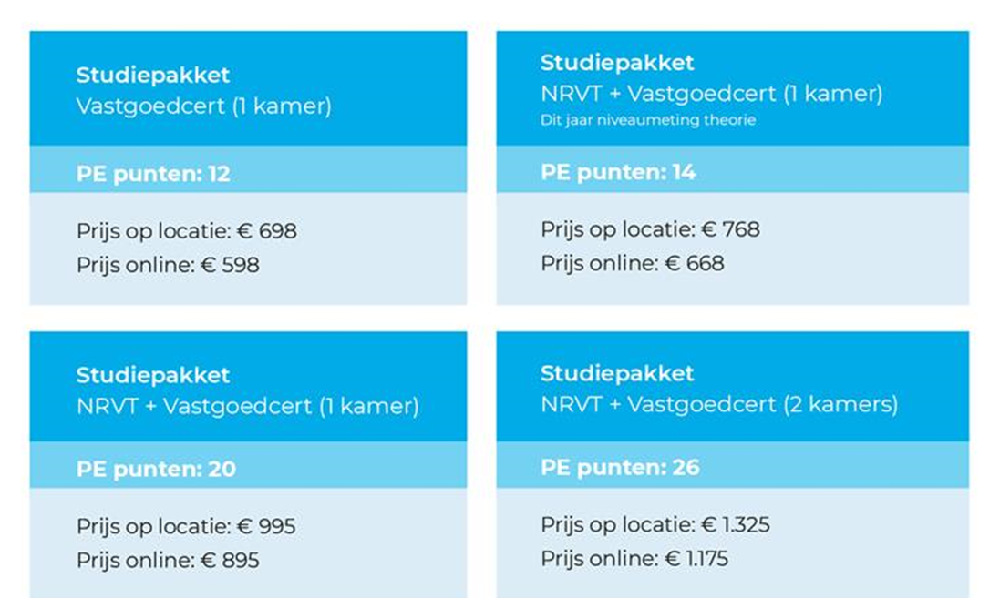 Studiepakket
Vastgoedcert (1 kamer)
PE punten: 12
Prijs op locatie: € 698
Prijs online: € 598
Studiepakket
NRVT + Vastgoedcert (1 kamer)
Dit jaar niveaumeting theorie
PE punten: 14
Prijs op locatie: € 768
Prijs online: € 668
Studiepakket
NRVT + Vastgoedcert (1 kamer)
PE punten: 20
Prijs op locatie: € 995
Prijs online: € 895
Studiepakket
NRVT + Vastgoedcert (2 kamers)
PE punten: 26
Prijs op locatie: € 1.325
Prijs online: € 1.175